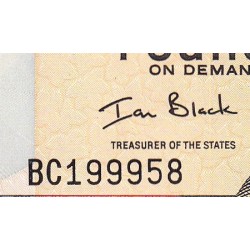 ON DEMAN
Ian Black
TREASURER OF THE STATES
BC199958